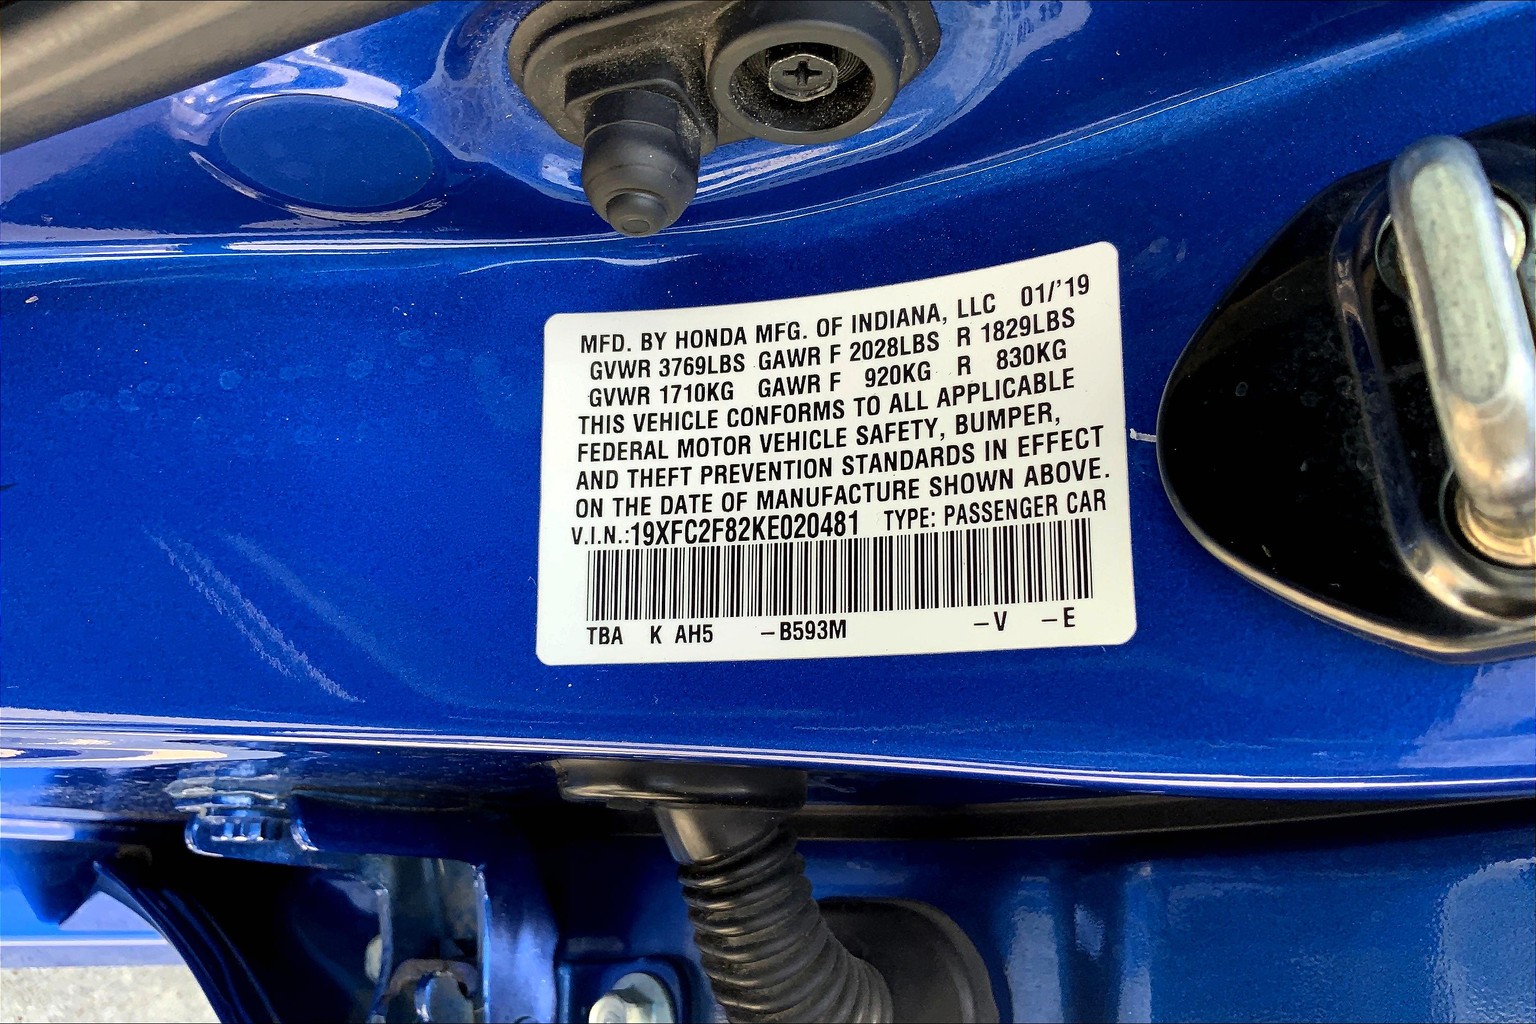 MFD. BY HONDA MFG. OF INDIANA, LLC 01/'19
GVWR 3769LBS GAWR F 2028LBS R 1829LBS
GVWR 1710KG GAWR F 920KG R 830KG
THIS VEHICLE CONFORMS TO ALL APPLICABLE
FEDERAL MOTOR VEHICLE SAFETY, BUMPER,
AND THEFT PREVENTION STANDARDS IN EFFECT
ON THE DATE OF MANUFACTURE SHOWN ABOVE.
V.I.N.:19XFC2F82KE020481 TYPE: PASSENGER CAR
TBA K AH5 –B593M –V –E